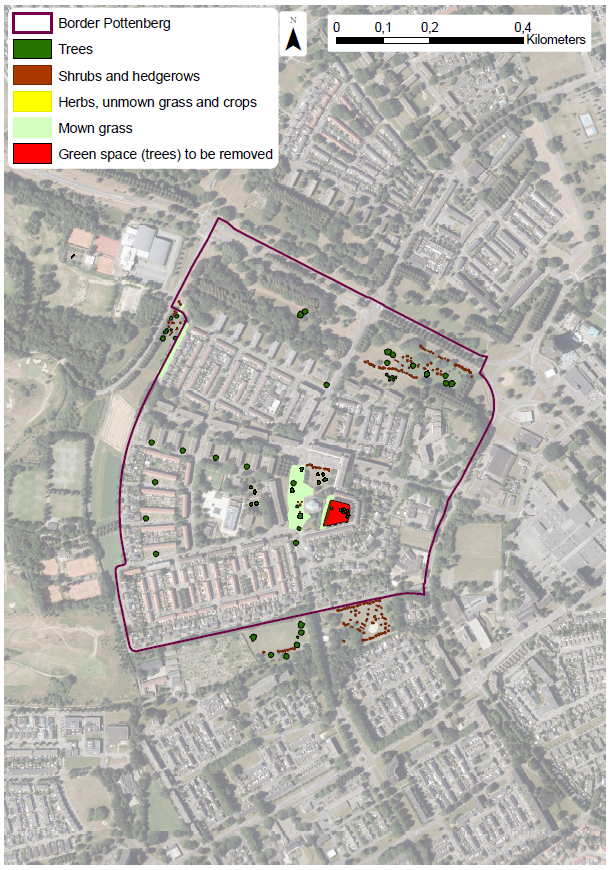 Border Pottenberg
Trees
Shrubs and hedgerows
Herbs, unmown grass and crops
Mown grass
Green space (trees) to be removed
N
0 0,1 0,2 0,4
Kilometers